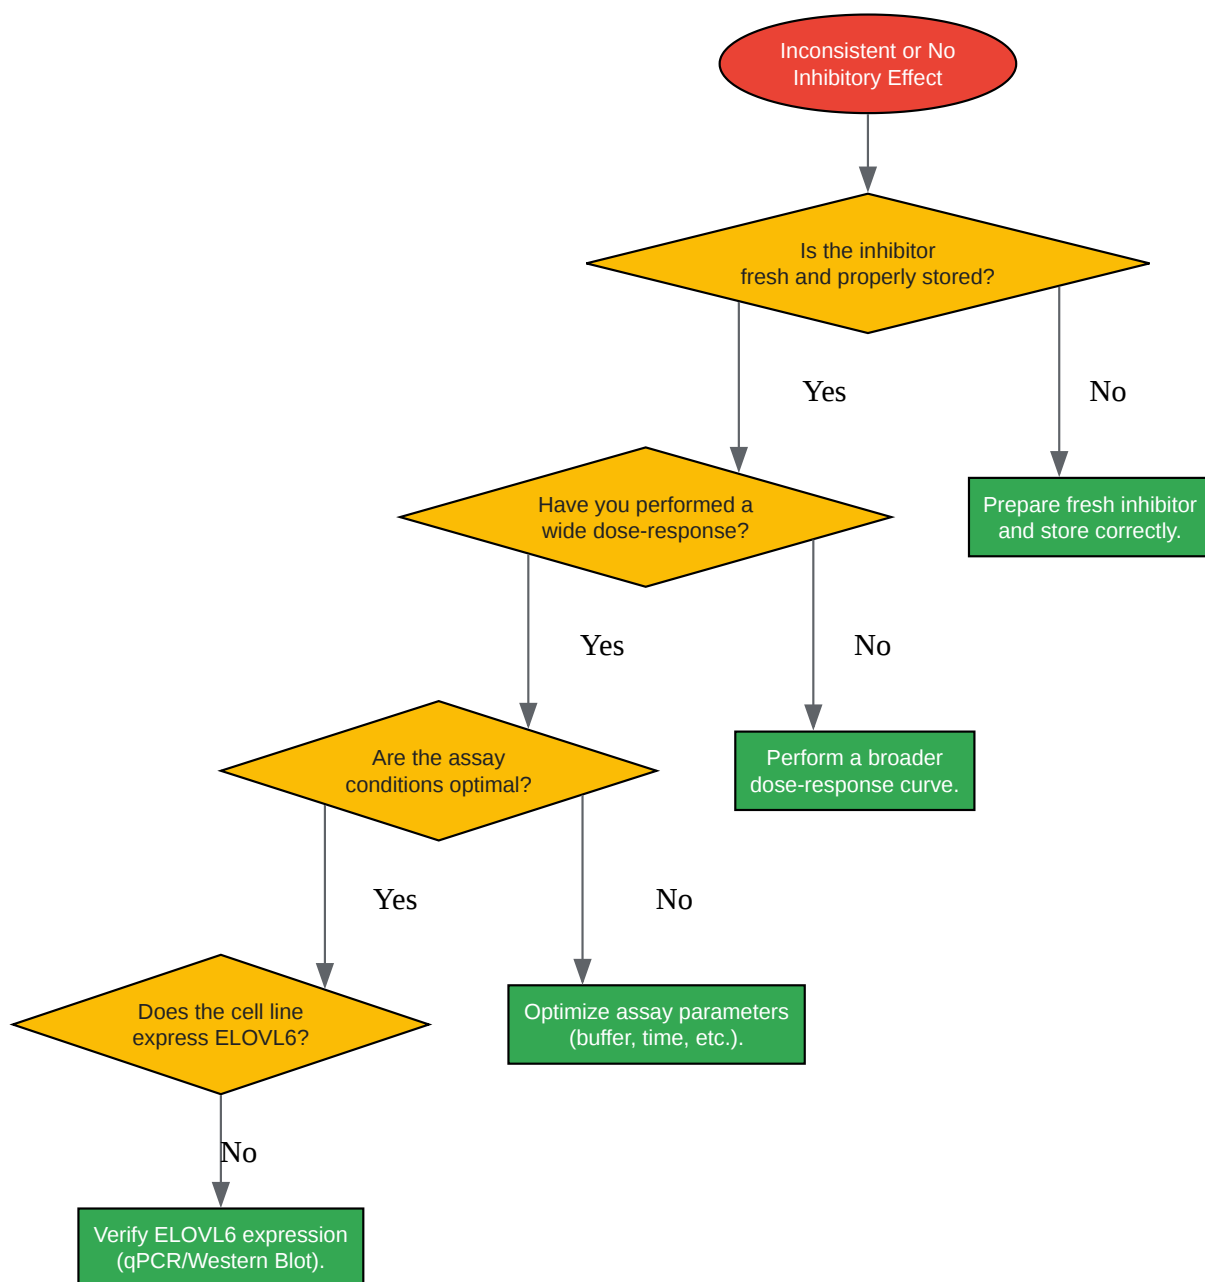 Inconsistent or No
Inhibitory Effect
Is the inhibitor
fresh and properly stored?
Yes
No
Have you performed a
wide dose-response?
Prepare fresh inhibitor
and store correctly.
Yes
No
Are the assay
conditions optimal?
Perform a broader
dose-response curve.
Yes
No
Does the cell line
express ELOVL6?
Optimize assay parameters
(buffer, time, etc.).
No
Verify ELOVL6 expression
(qPCR/Western Blot).